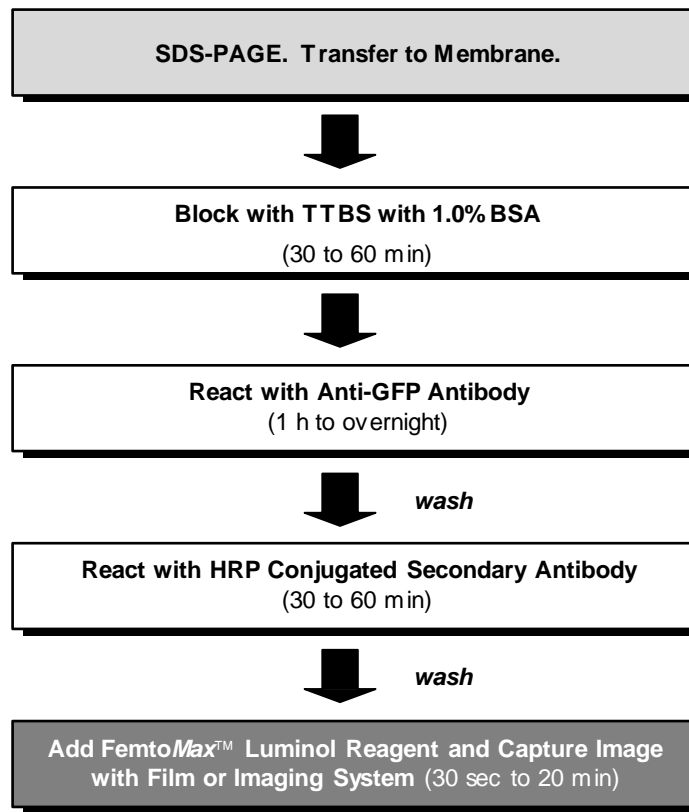 SDS-PAGE. Transfer to Membrane.
Block with TTBS with 1.0% BSA
(30 to 60 min)
React with Anti-GFP Antibody
(1 h to overnight)
wash
React with HRP Conjugated Secondary Antibody
(30 to 60 min)
wash
Add FemtoMax™ Luminol Reagent and Capture Image
with Film or Imaging System (30 sec to 20 min)